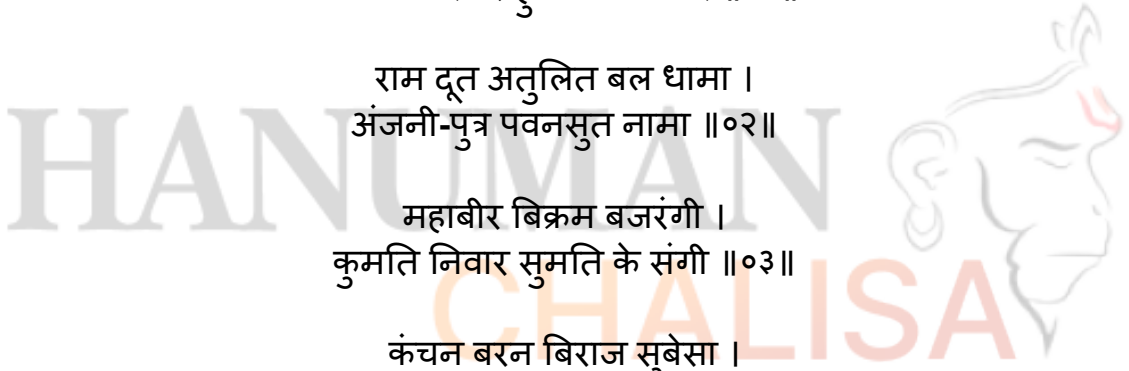 राम दूत अतुलित बल धामा ।
अंजनी-पुत्र पवनसुत नामा ॥०२॥
महाबीर बिक्रम बजरंगी ।
कुमति निवार सुमति के संगी ॥०३॥
कंचन बरन बिराज सुबेसा ।
HANUMAN
CHALISA